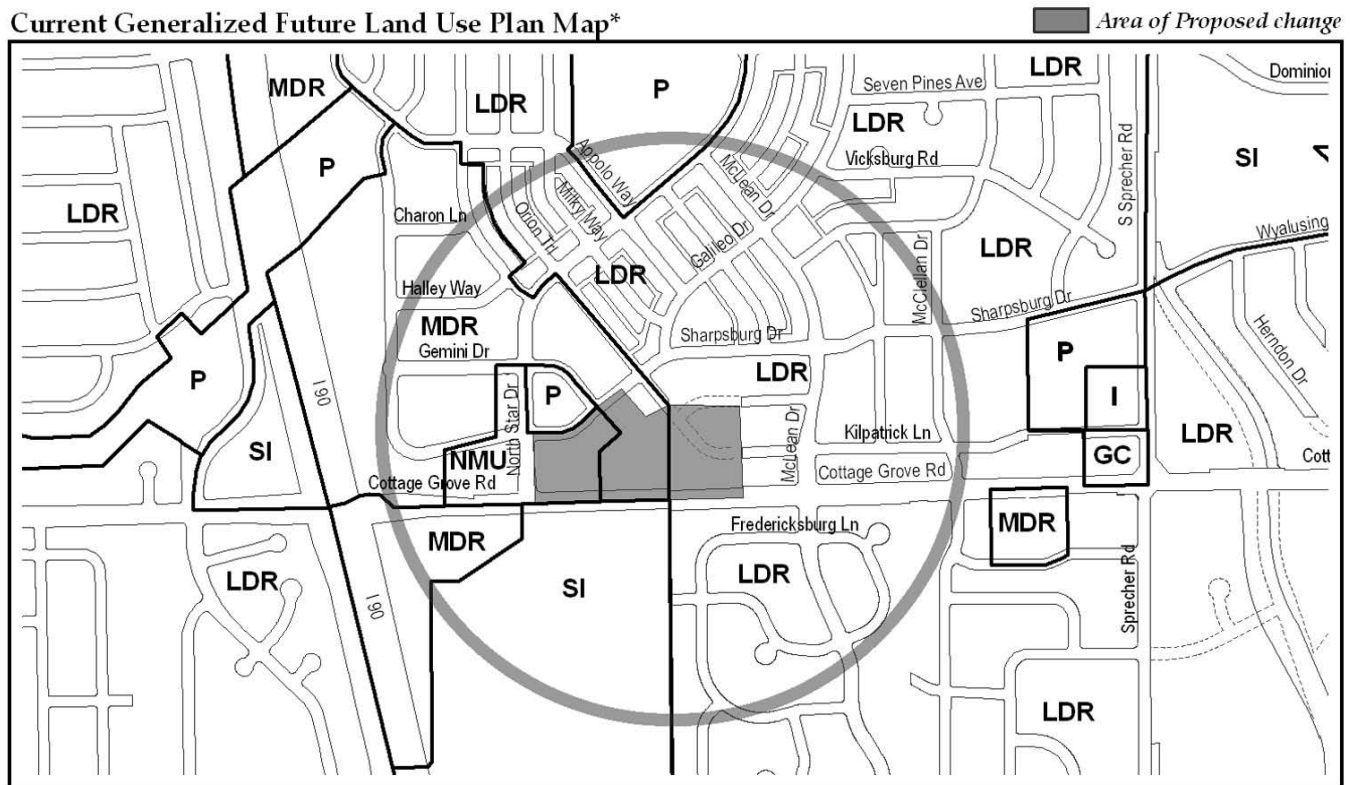 Current Generalized Future Land Use Plan Map*
Area of Proposed change
MDR
LDR
P
LDR
Seven Pines Ave
Dominion
LDR
Vicksburg Rd
S Sprecher Rd
SI
P
Appolo Way
McLean Dr
LDR
Charon Ln
Orion Trl
Milky Way
Galileo Dr
LDR
Wyalusing
LDR
McClellan Dr
Halley Way
Sharpsburg Dr
MDR
Sharpsburg Dr
Gemini Dr
P
Herndon Dr
I90
P
LDR
P
I
North Star Dr
McLean Dr
Kilpatrick Ln
LDR
SI
NMU
GC
Cott
Cottage Grove Rd
Cottage Grove Rd
MDR
Fredericksburg Ln
MDR
LDR
SI
LDR
I90
Sprecher Rd
LDR